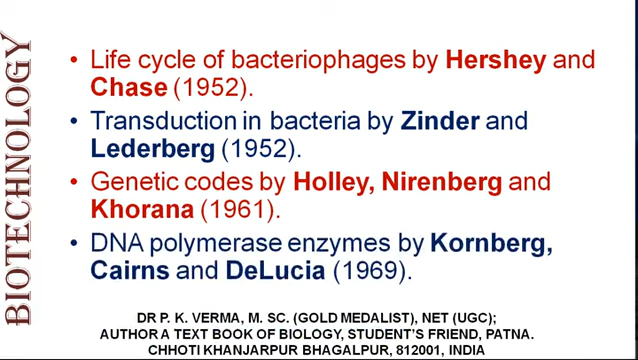 BIOTECHNOLOGY
• Life cycle of bacteriophages by Hershey and
Chase (1952).
• Transduction in bacteria by Zinder and
Lederberg (1952).
• Genetic codes by Holley, Nirenberg and
Khorana (1961).
• DNA polymerase enzymes by Kornberg,
Cairns and DeLucia (1969).
DR P. K. VERMA, M. SC. (GOLD MEDALIST), NET (UGC);
AUTHOR A TEXT BOOK OF BIOLOGY, STUDENT'S FRIEND, PATNA.
CHHOTI KHANJARPUR BHAGALPUR, 812001, INDIA